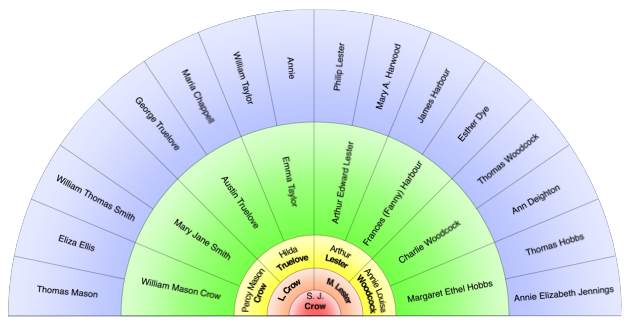 Thomas Mason
Eliza Ellis
William Thomas Smith
George Truelove
Maria Chappell
William Taylor
Annie
Philip Lester
Mary A. Harwood
James Harbour
Esther Dye
Thomas Woodcock
Ann Deighton
Thomas Hobbs
Annie Elizabeth Jennings
William Mason Crow
Mary Jane Smith
Austin Truelove
Emma Taylor
Arthur Edward Lester
Frances (Fanny) Harbour
Charlie Woodcock
Margaret Ethel Hobbs
Percy Mason
Crow
Hilda
Truelove
Arthur
Lester
Annie Louisa
Woodcock
L Crow
M. Lester
S. J.
Crow